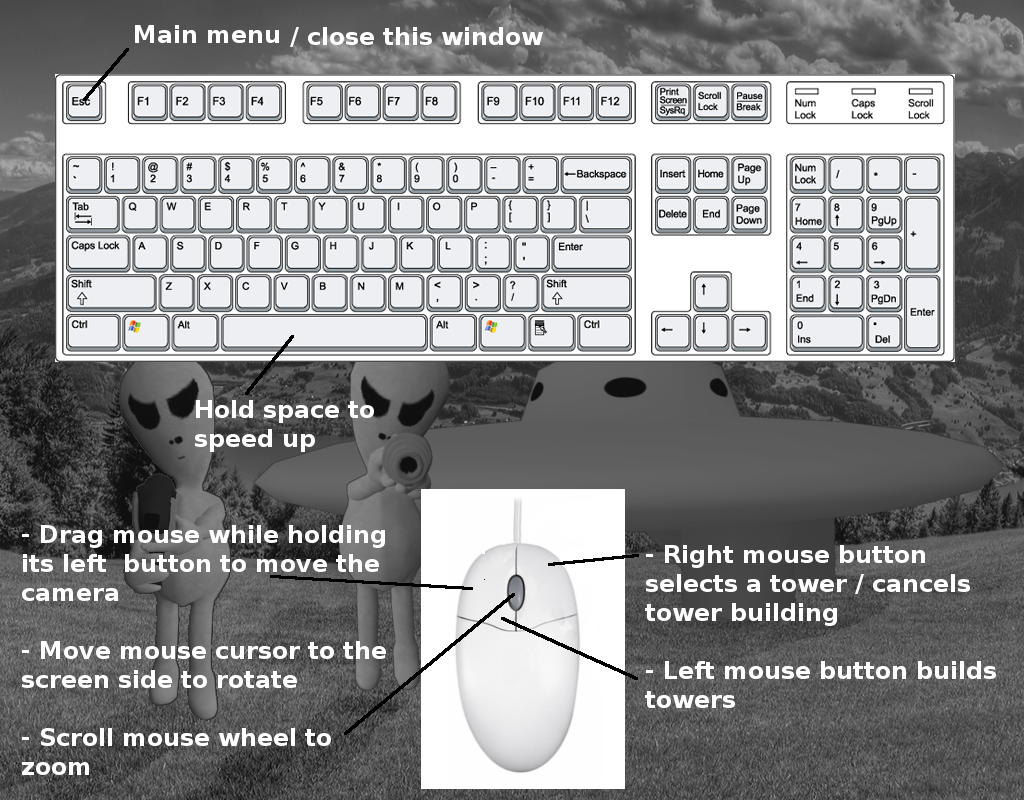 Main menu / close this window
Esc F1 F2 F3 F4 F5 F6 F7 F8 F9 F10 F11 F12 Print Screen SysRq Scroll Lock Pause Break Num Lock Caps Lock Scroll Lock
~ ` ! 1 @ 2 # 3 $ 4 % 5 ^ 6 & 7 * 8 ( 9 ) 0 _ - + = ←Backspace Insert Home Page Up Num Lock / * -
Tab Q W E R T Y U I O P { [ } ] | \ Delete End Page Down 7 Home 8 ↑ 9 PgUp +
Caps Lock A S D F G H J K L : ; " ' Enter 4 ← 5 6 →
Shift Z X C V B N M < , > . ? / Shift ↑ 1 End 2 ↓ 3 PgDn Enter
Ctrl Alt Alt Ctrl ← ↓ → 0 Ins . Del
Hold space to
speed up
- Drag mouse while holding
its left  button to move the
camera
- Move mouse cursor to the
screen side to rotate
- Scroll mouse wheel to
zoom
- Right mouse button
selects a tower / cancels
tower building
- Left mouse button builds
towers